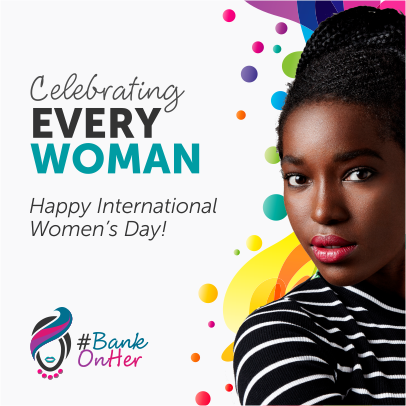 Celebrating
EVERY
WOMAN
Happy International
Women's Day!
#Bank
OnHer